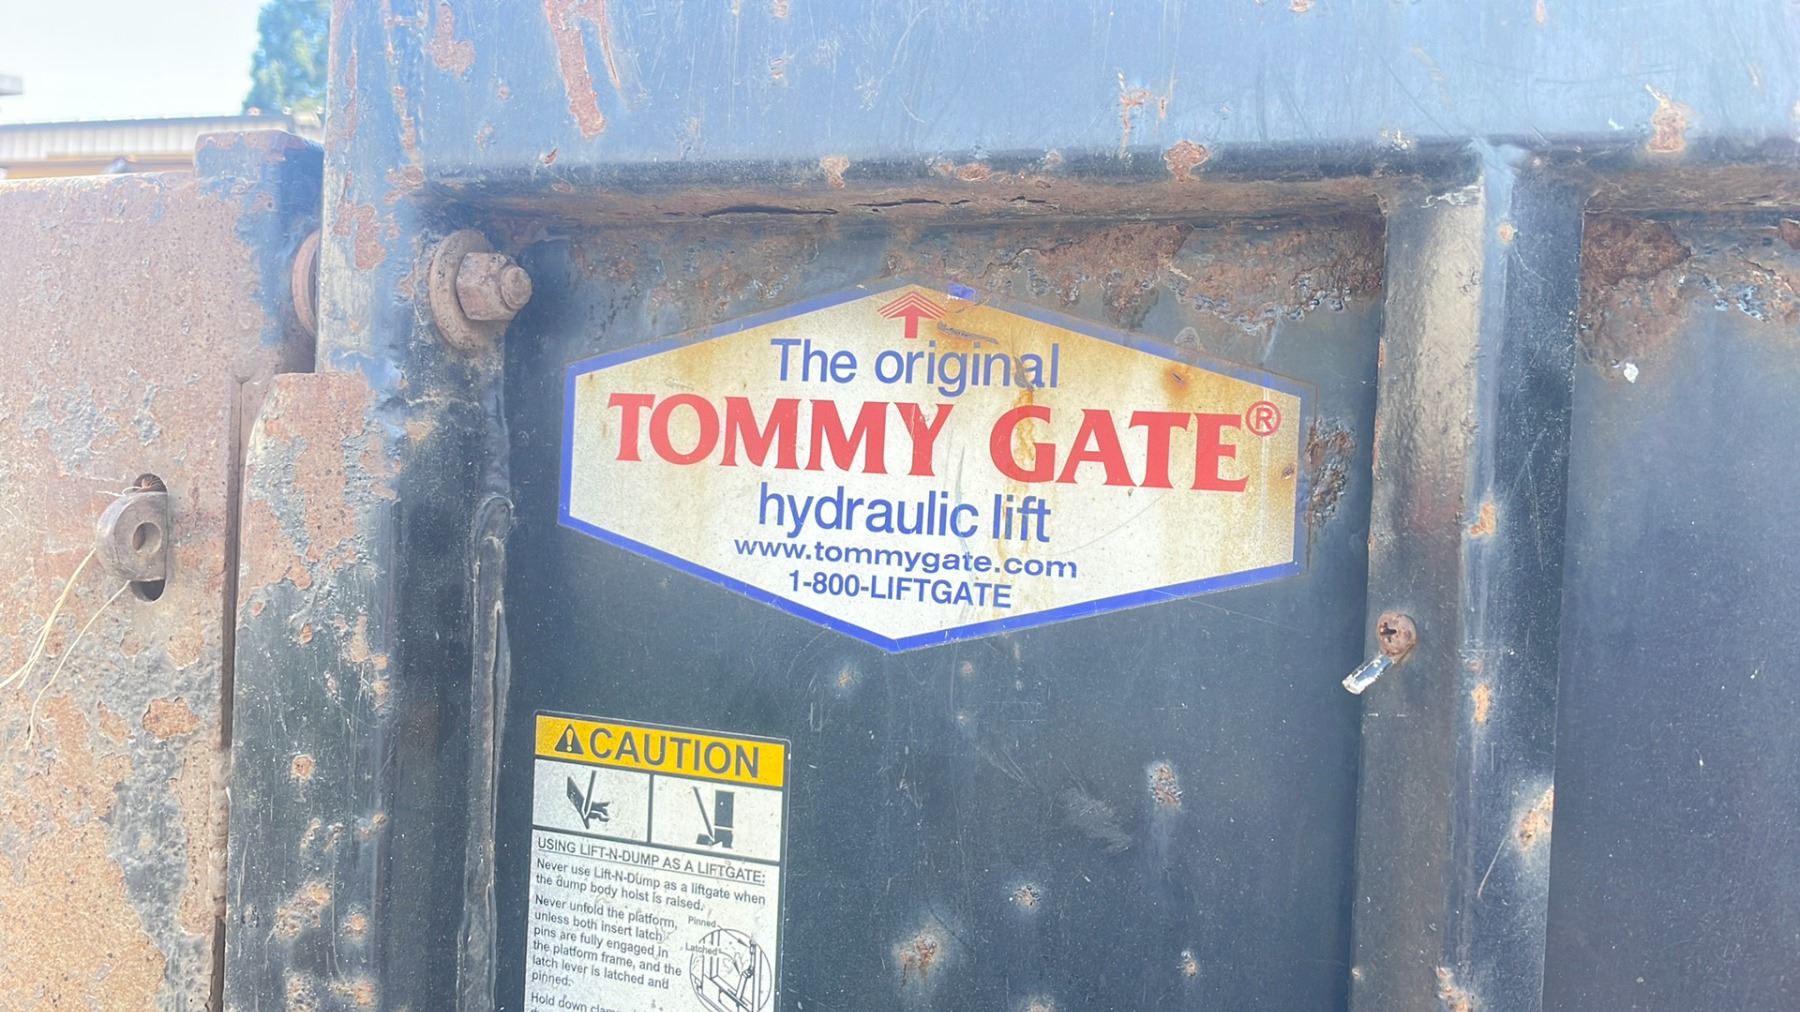 The original
TOMMY GATE®
hydraulic lift
www.tommygate.com
1-800-LIFTGATE
CAUTION
USING LIFT-N-DUMP AS A LIFTGATE:
Never use Lift-N-Dump as a liftgate when
the dump body hoist is raised.
Never unfold the platform,
unless both insert latch
pins are fully engaged in
the platform frame, and the
latch lever is latched and
pinned.
Pinned
Latched
Hold down